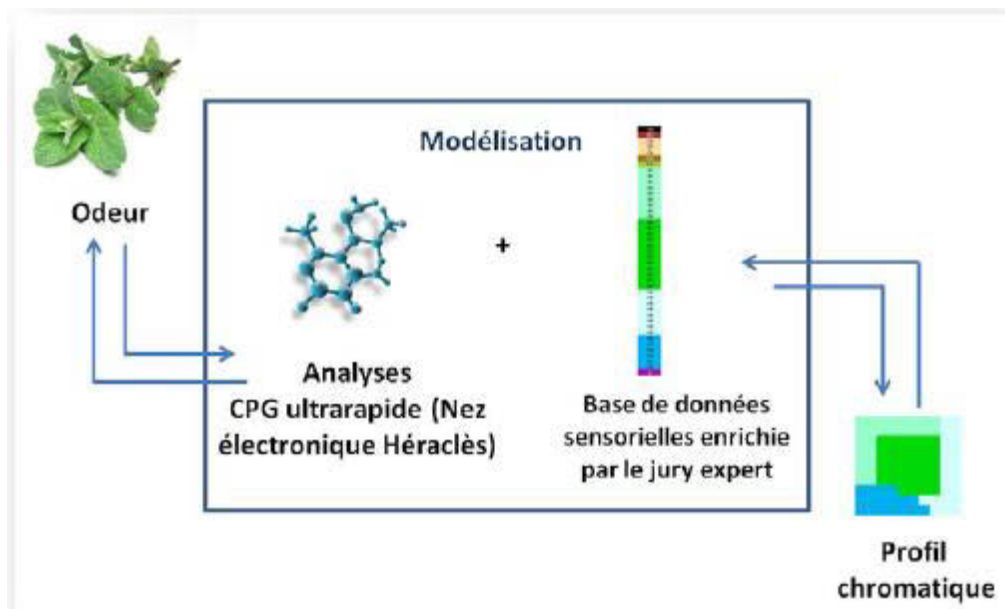 Modélisation
Odeur
+
Analyses
CPG ultrarapide (Nez
électronique Héraclès)
Base de données
sensorielles enrichie
par le jury expert
Profil
chromatique